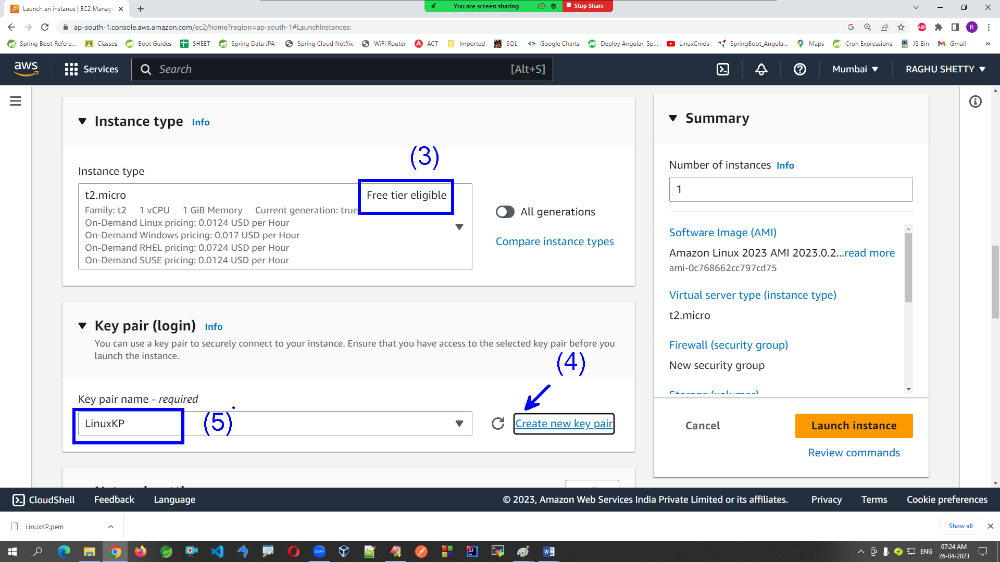 Launch an instance | EC2 Manage
You are screen sharing
Stop Share
ap-south-1.console.aws.amazon.com/ec2/home?region=ap-south-1#LaunchInstances:
ABP
R
Spring Boot Refere...
Classes
Boot Guides
SHEET
Spring Data JPA
Spring Cloud Netflix
WiFi Router
ACT
Imported
SQL
Google Charts
Deploy Angular, Sp...
LinuxCmds
SpringBoot_Angula...
Maps
Cron Expressions
JS Bin
Gmail
»
aws
Services
Search
[Alt+S]
Mumbai
RAGHU SHETTY
Instance type Info
(3)
Instance type
t2.micro
Free tier eligible
Family: t2 1 vCPU 1 GiB Memory Current generation: true
On-Demand Linux pricing: 0.0124 USD per Hour
On-Demand Windows pricing: 0.017 USD per Hour
On-Demand RHEL pricing: 0.0724 USD per Hour
On-Demand SUSE pricing: 0.0124 USD per Hour
All generations
Compare instance types
Key pair (login) Info
You can use a key pair to securely connect to your instance. Ensure that you have access to the selected key pair before you
launch the instance.
(4)
Key pair name - required
LinuxKP
(5)
Create new key pair
Summary
Number of instances Info
1
Software Image (AMI)
Amazon Linux 2023 AMI 2023.0.2...read more
ami-0c768662cc797cd75
Virtual server type (instance type)
t2.micro
Firewall (security group)
New security group
Storage (volumes)
Cancel
Launch instance
Review commands
CloudShell
Feedback
Language
© 2023, Amazon Web Services India Private Limited or its affiliates.
Privacy
Terms
Cookie preferences
LinuxKP.pem
Show all
zoom
ENG
07:24 AM
26-04-2023